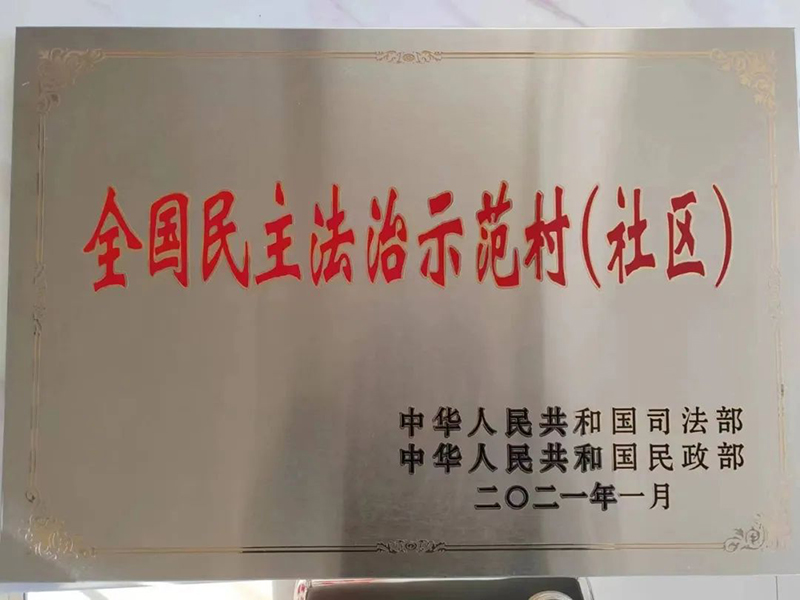 全国民主法治示范村(社区)
中华人民共和国司法部
中华人民共和国民政部
二〇二一年一月